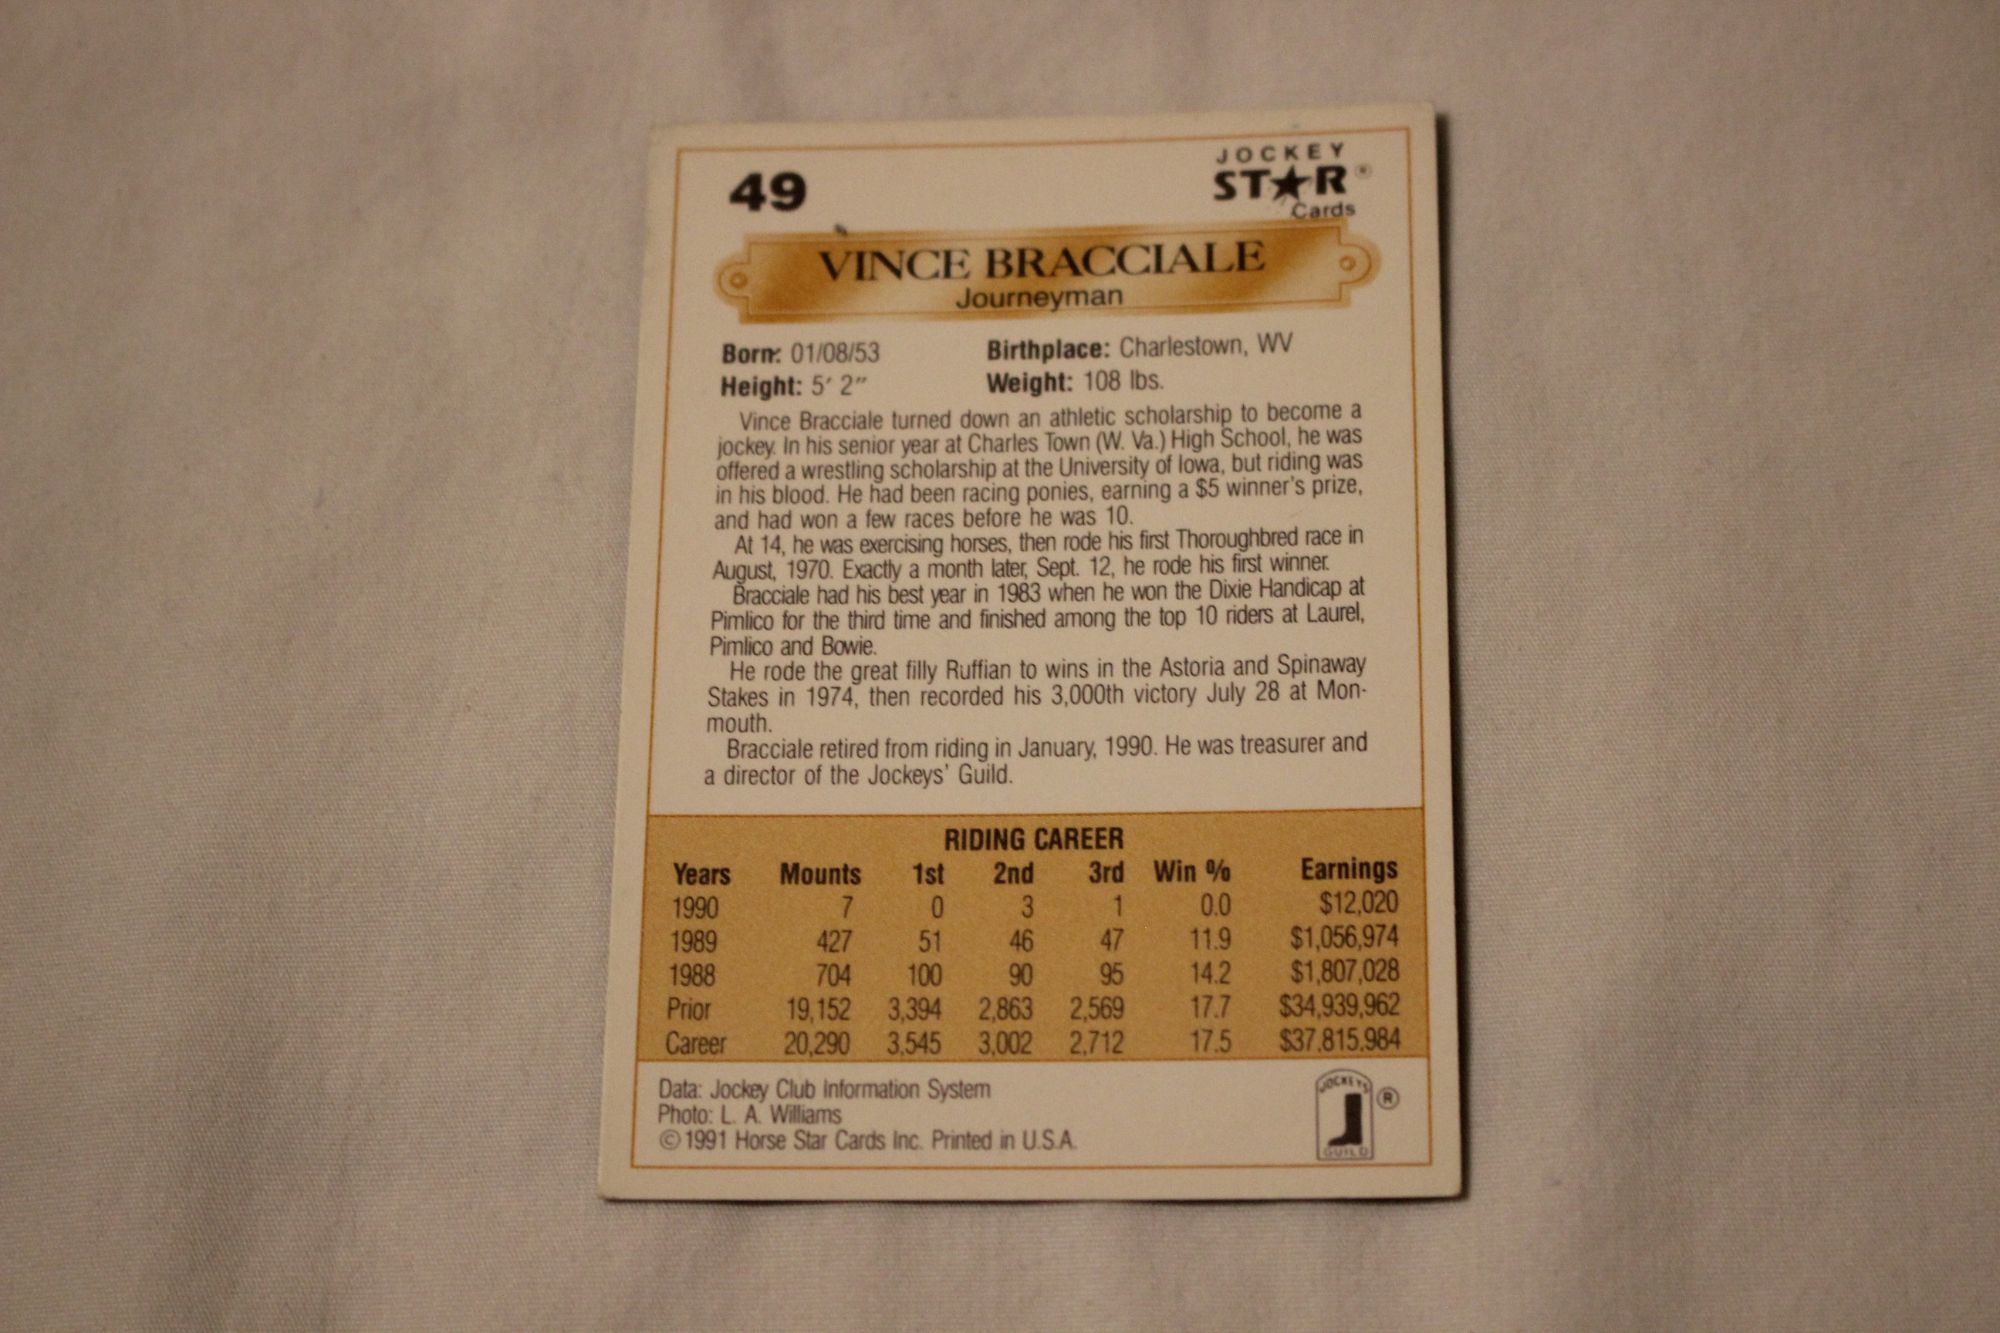 49
JOCKEY
ST★R®
Cards
VINCE BRACCIALE
Journeyman
Born: 01/08/53 Birthplace: Charlestown, WV
Height: 5' 2" Weight: 108 lbs.
Vince Bracciale turned down an athletic scholarship to become a
jockey. In his senior year at Charles Town (W. Va.) High School, he was
offered a wrestling scholarship at the University of Iowa, but riding was
in his blood. He had been racing ponies, earning a $5 winner's prize,
and had won a few races before he was 10.
At 14, he was exercising horses, then rode his first Thoroughbred race in
August, 1970. Exactly a month later, Sept. 12, he rode his first winner.
Bracciale had his best year in 1983 when he won the Dixie Handicap at
Pimlico for the third time and finished among the top 10 riders at Laurel,
Pimlico and Bowie.
He rode the great filly Ruffian to wins in the Astoria and Spinaway
Stakes in 1974, then recorded his 3,000th victory July 28 at Mon-
mouth.
Bracciale retired from riding in January, 1990. He was treasurer and
a director of the Jockeys' Guild.
RIDING CAREER
Years Mounts 1st 2nd 3rd Win % Earnings
1990 7 0 3 1 0.0 $12,020
1989 427 51 46 47 11.9 $1,056,974
1988 704 100 90 95 14.2 $1,807,028
Prior 19,152 3,394 2,863 2,569 17.7 $34,939,962
Career 20,290 3,545 3,002 2,712 17.5 $37,815,984
Data: Jockey Club Information System
Photo: L. A. Williams
©1991 Horse Star Cards Inc. Printed in U.S.A.
JOCKEYS'
GUILD
®